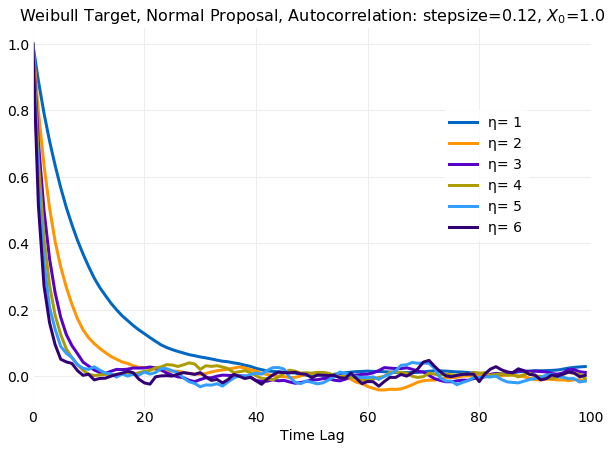 Weibull Target, Normal Proposal, Autocorrelation: stepsize=0.12, X₀=1.0
1.0
0.8
0.6
0.4
0.2
0.0
η= 1
η= 2
η= 3
η= 4
η= 5
η= 6
0 20 40 60 80 100
Time Lag